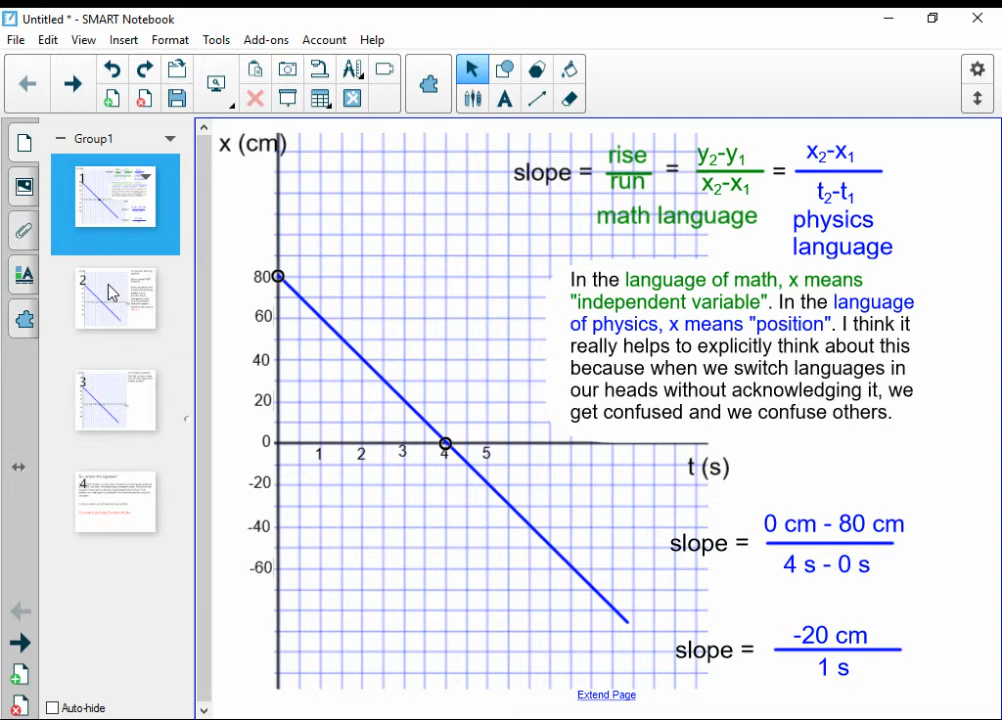 Untitled * - SMART Notebook
File Edit View Insert Format Tools Add-ons Account Help
Group1
1
2
3
4
Auto-hide
x (cm)
80
60
40
20
0
-20
-40
-60
1 2 3 4 5
t (s)
slope = rise/run = y₂-y₁/x₂-x₁ = x₂-x₁/t₂-t₁
math language
physics
language
In the language of math, x means
"independent variable". In the language
of physics, x means "position". I think it
really helps to explicitly think about this
because when we switch languages in
our heads without acknowledging it, we
get confused and we confuse others.
slope = 0 cm - 80 cm/4 s - 0 s
slope = -20 cm/1 s
Extend Page